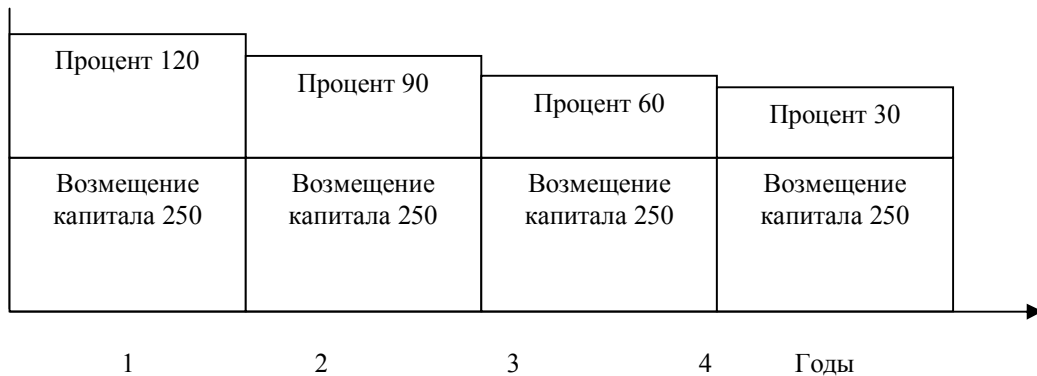 Процент 120
Процент 90
Процент 60
Процент 30
Возмещение
капитала 250
Возмещение
капитала 250
Возмещение
капитала 250
Возмещение
капитала 250
1 2 3 4 Годы